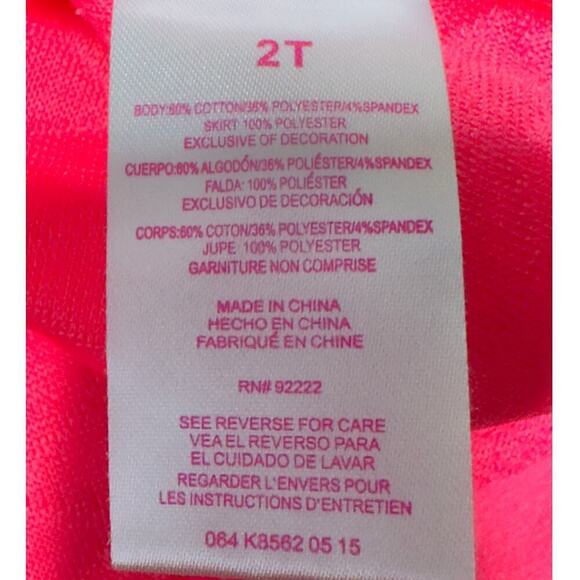 2T
BODY:60% COTTON/36% POLYESTER/4%SPANDEX
SKIRT 100% POLYESTER
EXCLUSIVE OF DECORATION
CUERPO:60% ALGODÓN/36% POLIÉSTER/4%SPANDEX
FALDA: 100% POLIÉSTER
EXCLUSIVO DE DECORACIÓN
CORPS:60% COTON/36% POLYESTER/4%SPANDEX
JUPE: 100% POLYESTER
GARNITURE NON COMPRISE
MADE IN CHINA
HECHO EN CHINA
FABRIQUÉ EN CHINE
RN# 92222
SEE REVERSE FOR CARE
VEA EL REVERSO PARA
EL CUIDADO DE LAVAR
REGARDER L'ENVERS POUR
LES INSTRUCTIONS D'ENTRETIEN
064 K8562 05 15